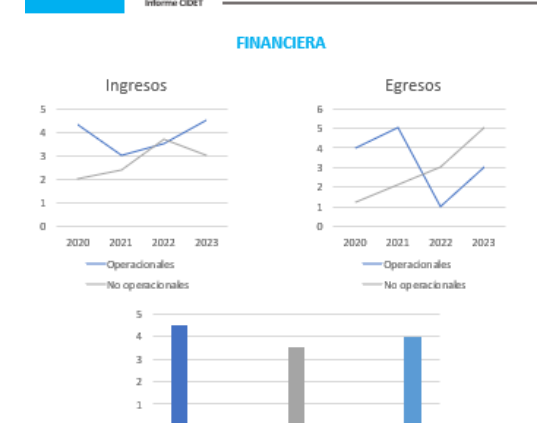 Informe CIDET
FINANCIERA
Ingresos
5
4
3
2
1
0
2020 2021 2022 2023
Operacionales
No operacionales
Egresos
6
5
4
3
2
1
0
2020 2021 2022 2023
Operacionales
No operacionales
5
4
3
2
1